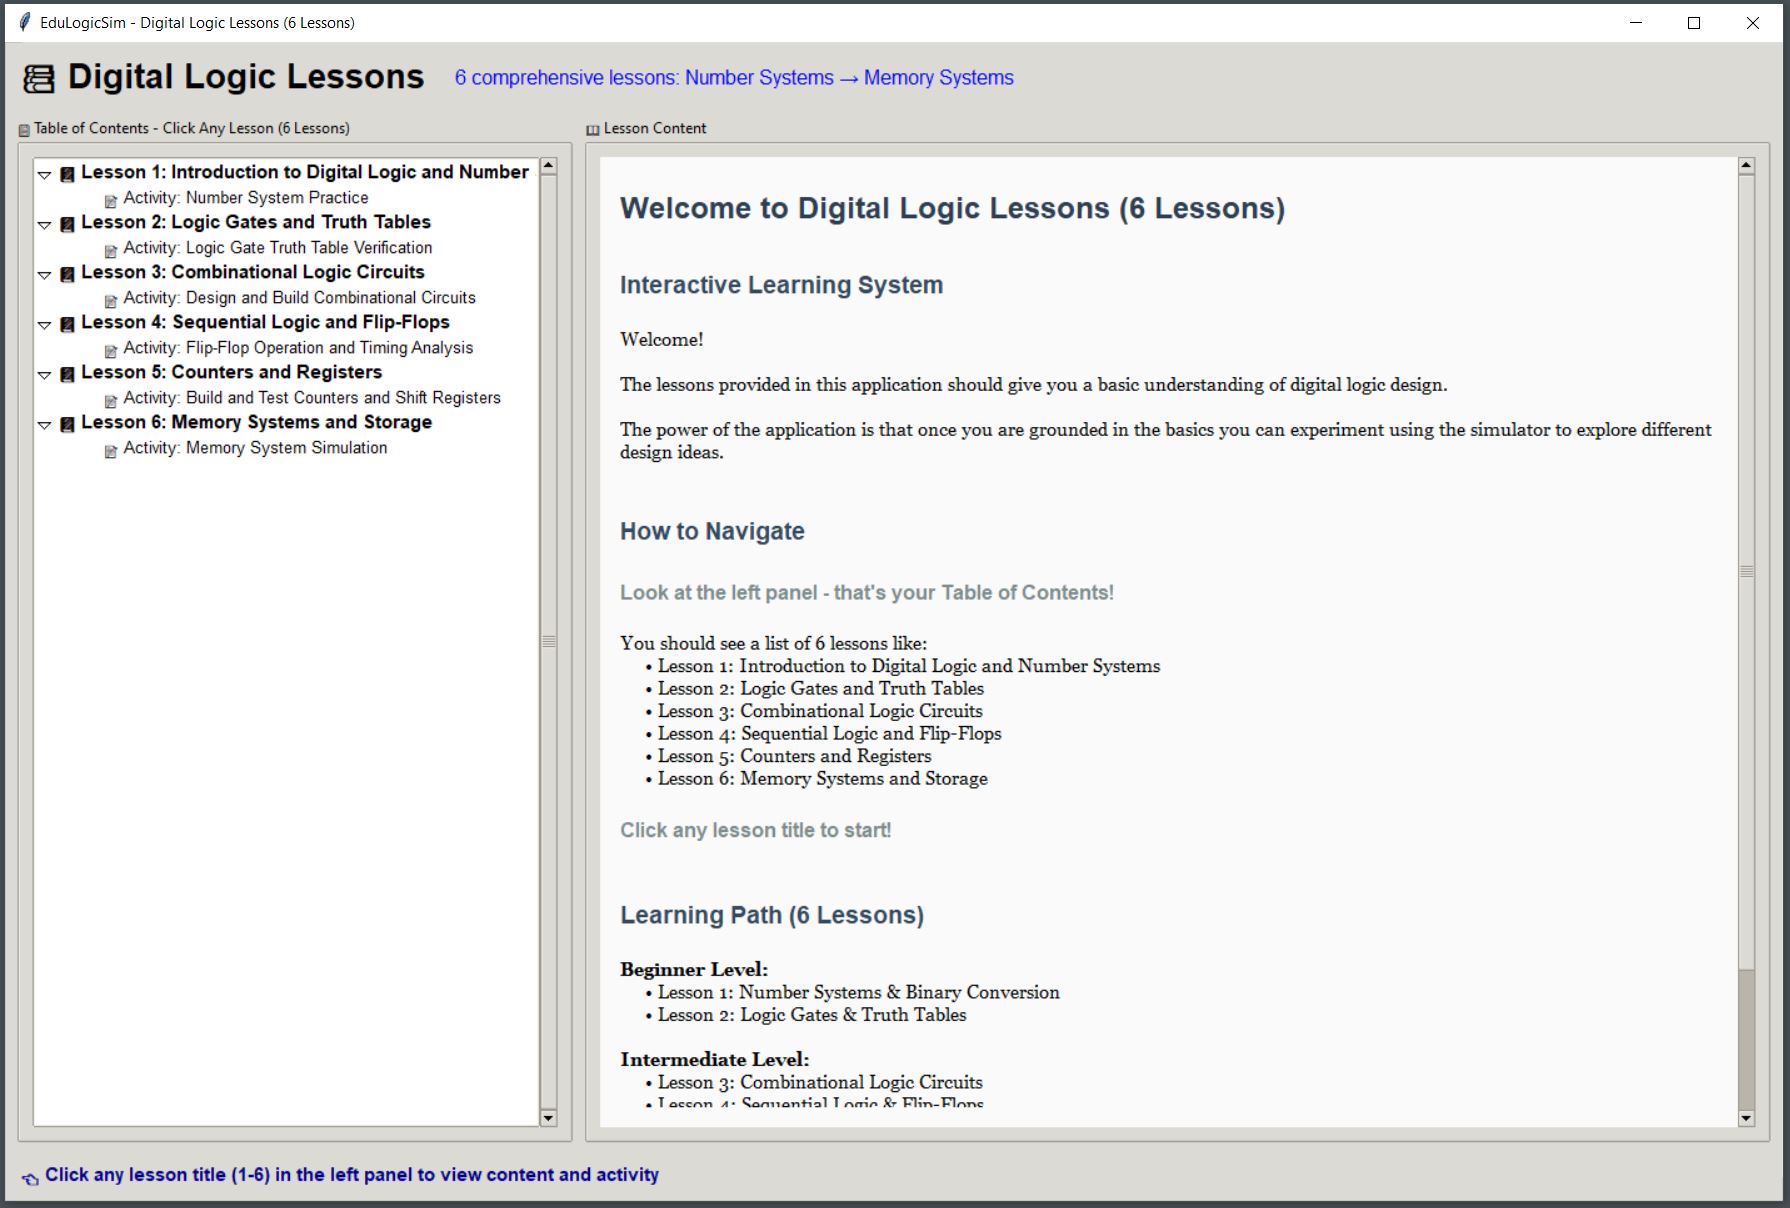 EduLogicSim - Digital Logic Lessons (6 Lessons)
Digital Logic Lessons
6 comprehensive lessons: Number Systems → Memory Systems
Table of Contents - Click Any Lesson (6 Lessons)
Lesson 1: Introduction to Digital Logic and Number
Activity: Number System Practice
Lesson 2: Logic Gates and Truth Tables
Activity: Logic Gate Truth Table Verification
Lesson 3: Combinational Logic Circuits
Activity: Design and Build Combinational Circuits
Lesson 4: Sequential Logic and Flip-Flops
Activity: Flip-Flop Operation and Timing Analysis
Lesson 5: Counters and Registers
Activity: Build and Test Counters and Shift Registers
Lesson 6: Memory Systems and Storage
Activity: Memory System Simulation
Lesson Content
Welcome to Digital Logic Lessons (6 Lessons)
Interactive Learning System
Welcome!
The lessons provided in this application should give you a basic understanding of digital logic design.
The power of the application is that once you are grounded in the basics you can experiment using the simulator to explore different
design ideas.
How to Navigate
Look at the left panel - that's your Table of Contents!
You should see a list of 6 lessons like:
• Lesson 1: Introduction to Digital Logic and Number Systems
• Lesson 2: Logic Gates and Truth Tables
• Lesson 3: Combinational Logic Circuits
• Lesson 4: Sequential Logic and Flip-Flops
• Lesson 5: Counters and Registers
• Lesson 6: Memory Systems and Storage
Click any lesson title to start!
Learning Path (6 Lessons)
Beginner Level:
• Lesson 1: Number Systems & Binary Conversion
• Lesson 2: Logic Gates & Truth Tables
Intermediate Level:
• Lesson 3: Combinational Logic Circuits
• Lesson 4: Sequential Logic & Flip-Flops
Click any lesson title (1-6) in the left panel to view content and activity